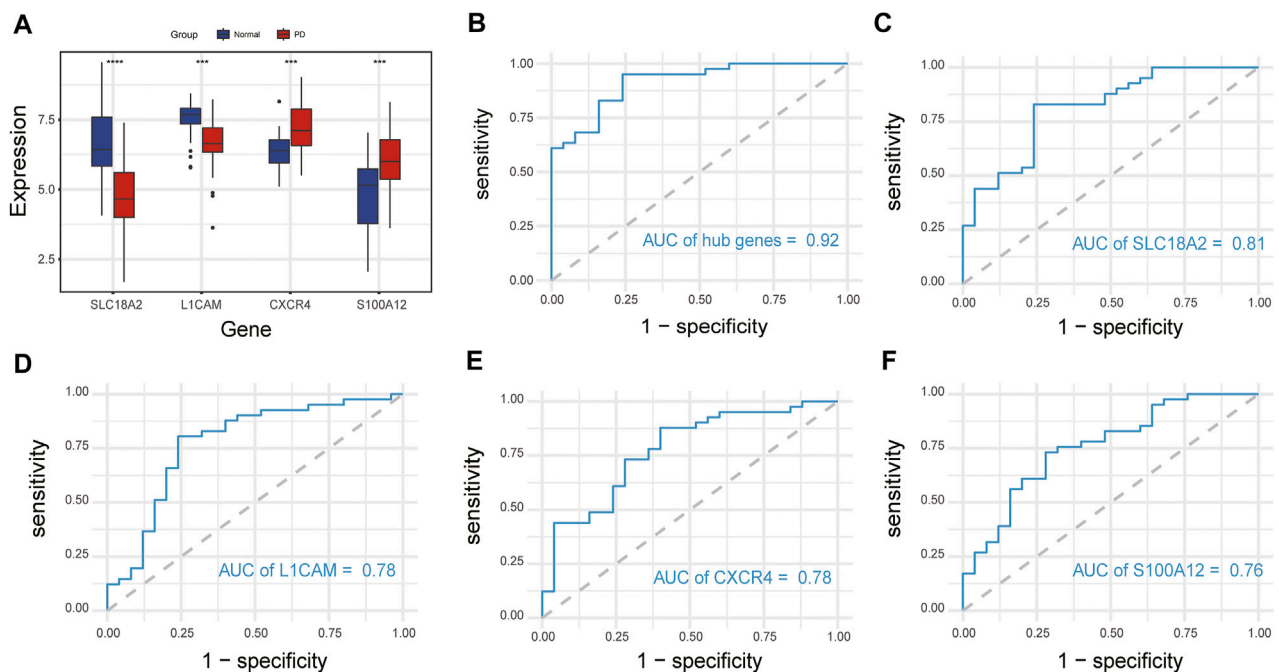 A
Group Normal PD
**** *** *** ***
7.5
5.0
2.5
Expression
SLC18A2 L1CAM CXCR4 S100A12
Gene
B
1.00
0.75
0.50
0.25
0.00
sensitivity
AUC of hub genes = 0.92
0.00 0.25 0.50 0.75 1.00
1 − specificity
C
1.00
0.75
0.50
0.25
0.00
sensitivity
AUC of SLC18A2 = 0.81
0.00 0.25 0.50 0.75 1.00
1 − specificity
D
1.00
0.75
0.50
0.25
0.00
sensitivity
AUC of L1CAM = 0.78
0.00 0.25 0.50 0.75 1.00
1 − specificity
E
1.00
0.75
0.50
0.25
0.00
sensitivity
AUC of CXCR4 = 0.78
0.00 0.25 0.50 0.75 1.00
1 − specificity
F
1.00
0.75
0.50
0.25
0.00
sensitivity
AUC of S100A12 = 0.76
0.00 0.25 0.50 0.75 1.00
1 − specificity